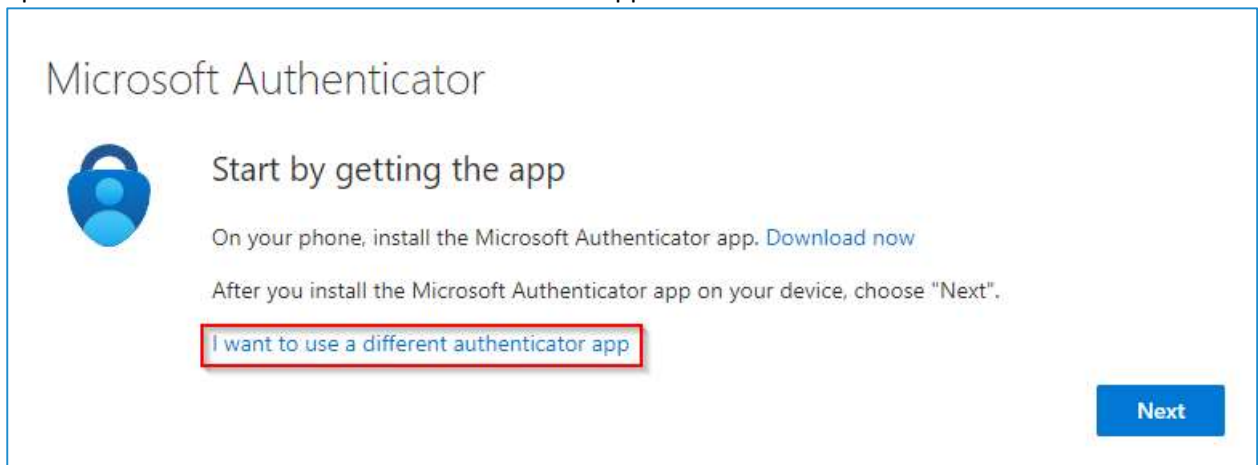 Microsoft Authenticator
Start by getting the app
On your phone, install the Microsoft Authenticator app. Download now
After you install the Microsoft Authenticator app on your device, choose "Next".
I want to use a different authenticator app
Next